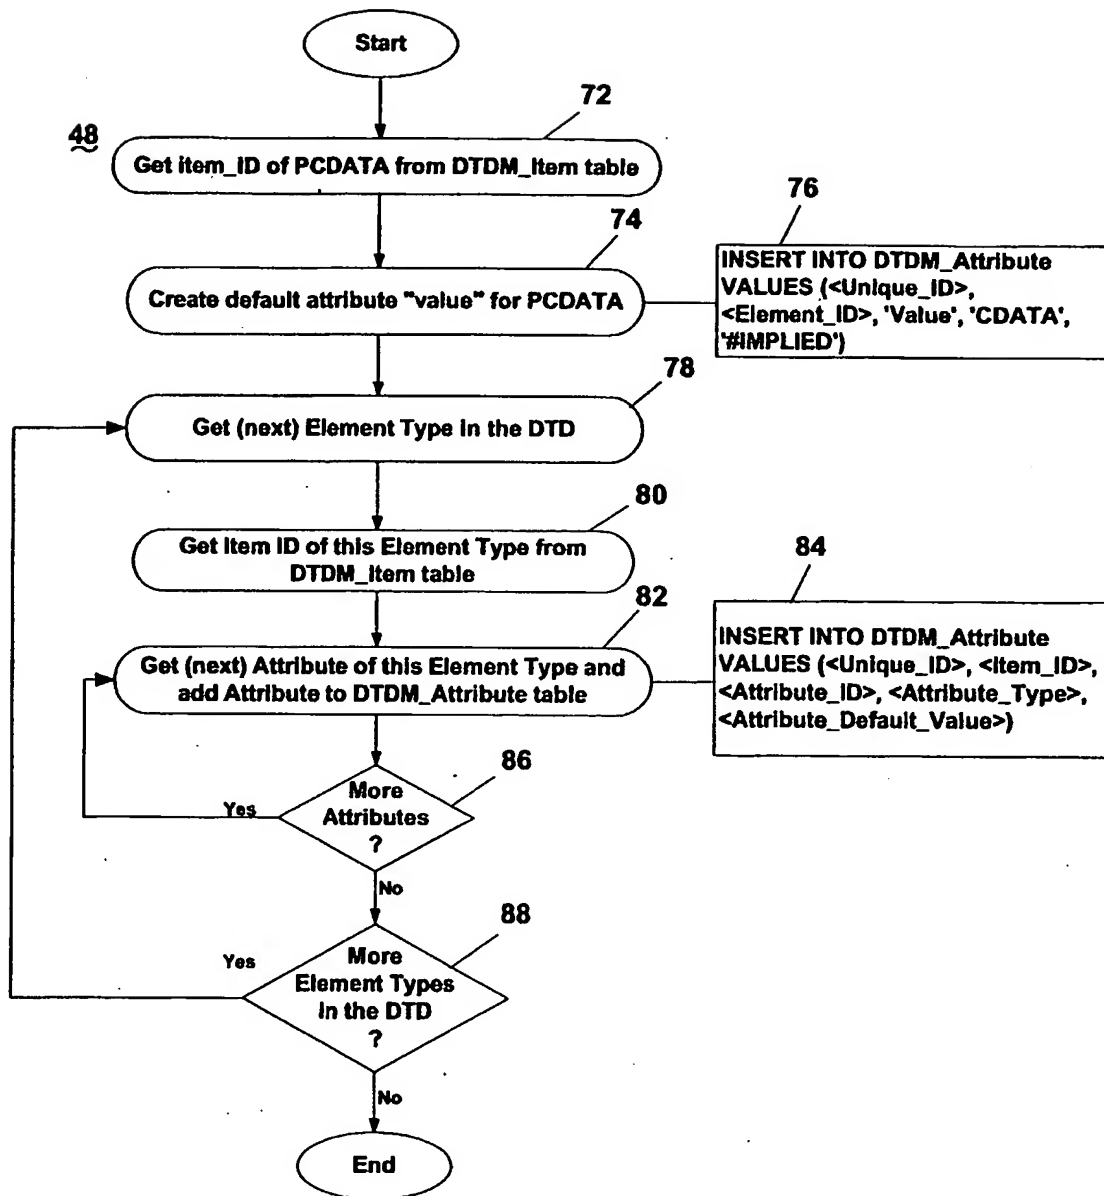 Start
72
48
Get item_ID of PCDATA from DTDM_Item table
76
74
INSERT INTO DTDM_Attribute
VALUES (<Unique_ID>,
<Element_ID>, 'Value', 'CDATA',
'#IMPLIED')
Create default attribute "value" for PCDATA
78
Get (next) Element Type in the DTD
80
Get Item ID of this Element Type from
DTDM_Item table
84
82
INSERT INTO DTDM_Attribute
VALUES (<Unique_ID>, <Item_ID>,
<Attribute_ID>, <Attribute_Type>,
<Attribute_Default_Value>)
Get (next) Attribute of this Element Type and
add Attribute to DTDM_Attribute table
86
More
Attributes
?
Yes
No
88
More
Element Types
in the DTD
?
Yes
No
End